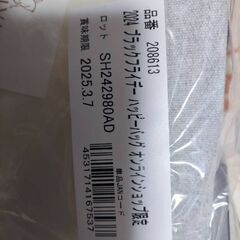 品番 208613
2024 ブラックフライデー ハッピーバッグ オンラインショップ限定
ロット SH242980AD
賞味期限 2025.3.7
単品JANコード
4531714167537